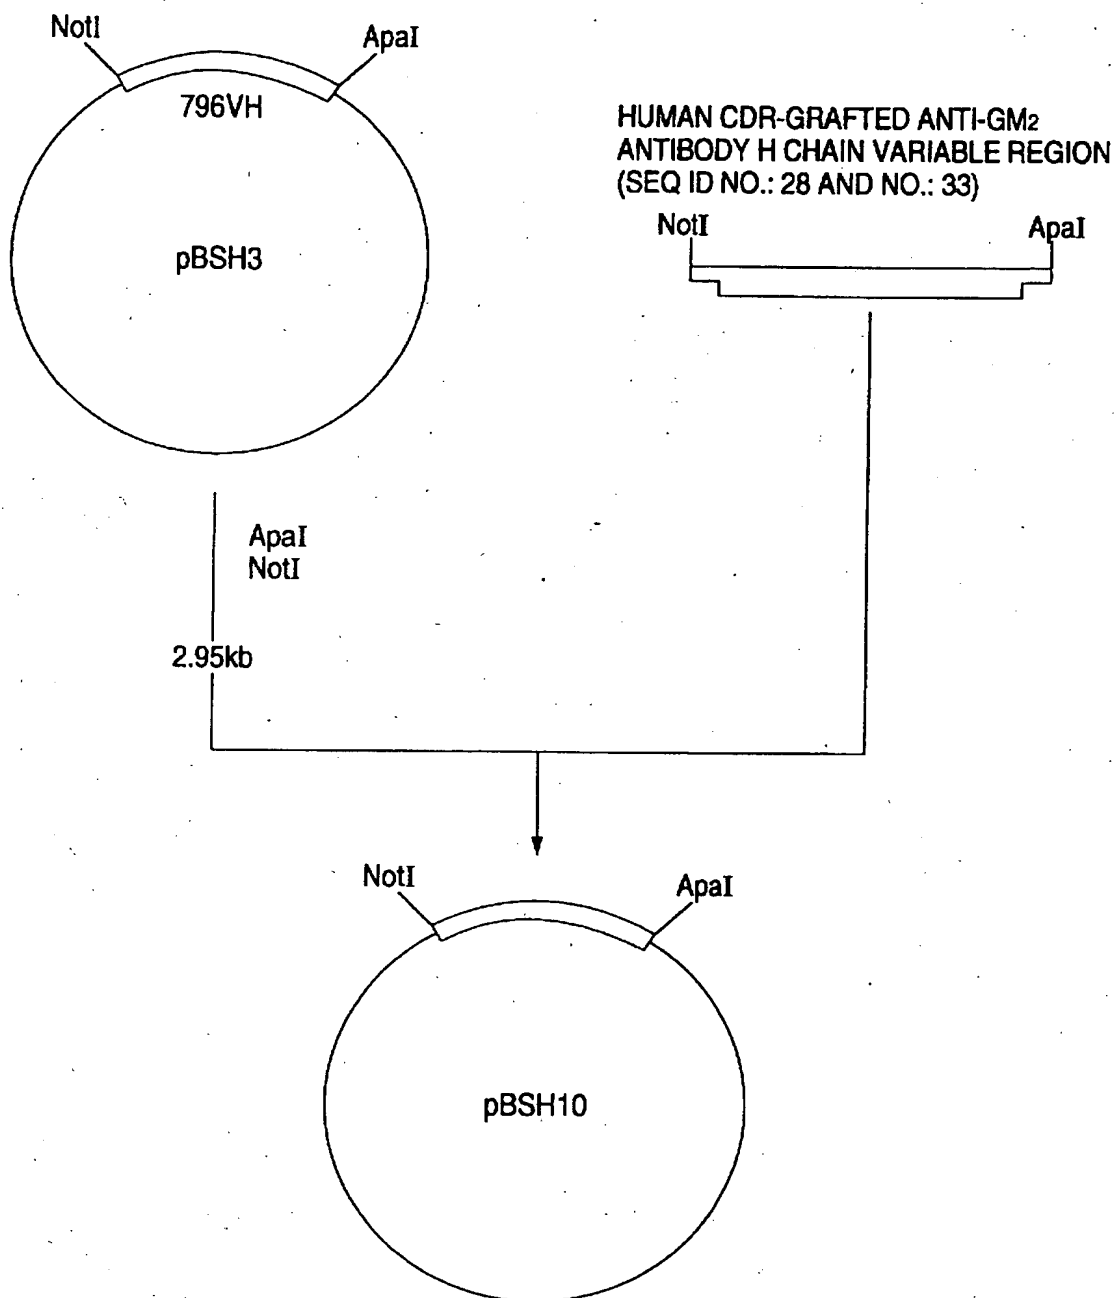 NotI
ApaI
796VH
pBSH3
HUMAN CDR-GRAFTED ANTI-GM2
ANTIBODY H CHAIN VARIABLE REGION
(SEQ ID NO.: 28 AND NO.: 33)
NotI
ApaI
ApaI
NotI
2.95kb
NotI
ApaI
pBSH10